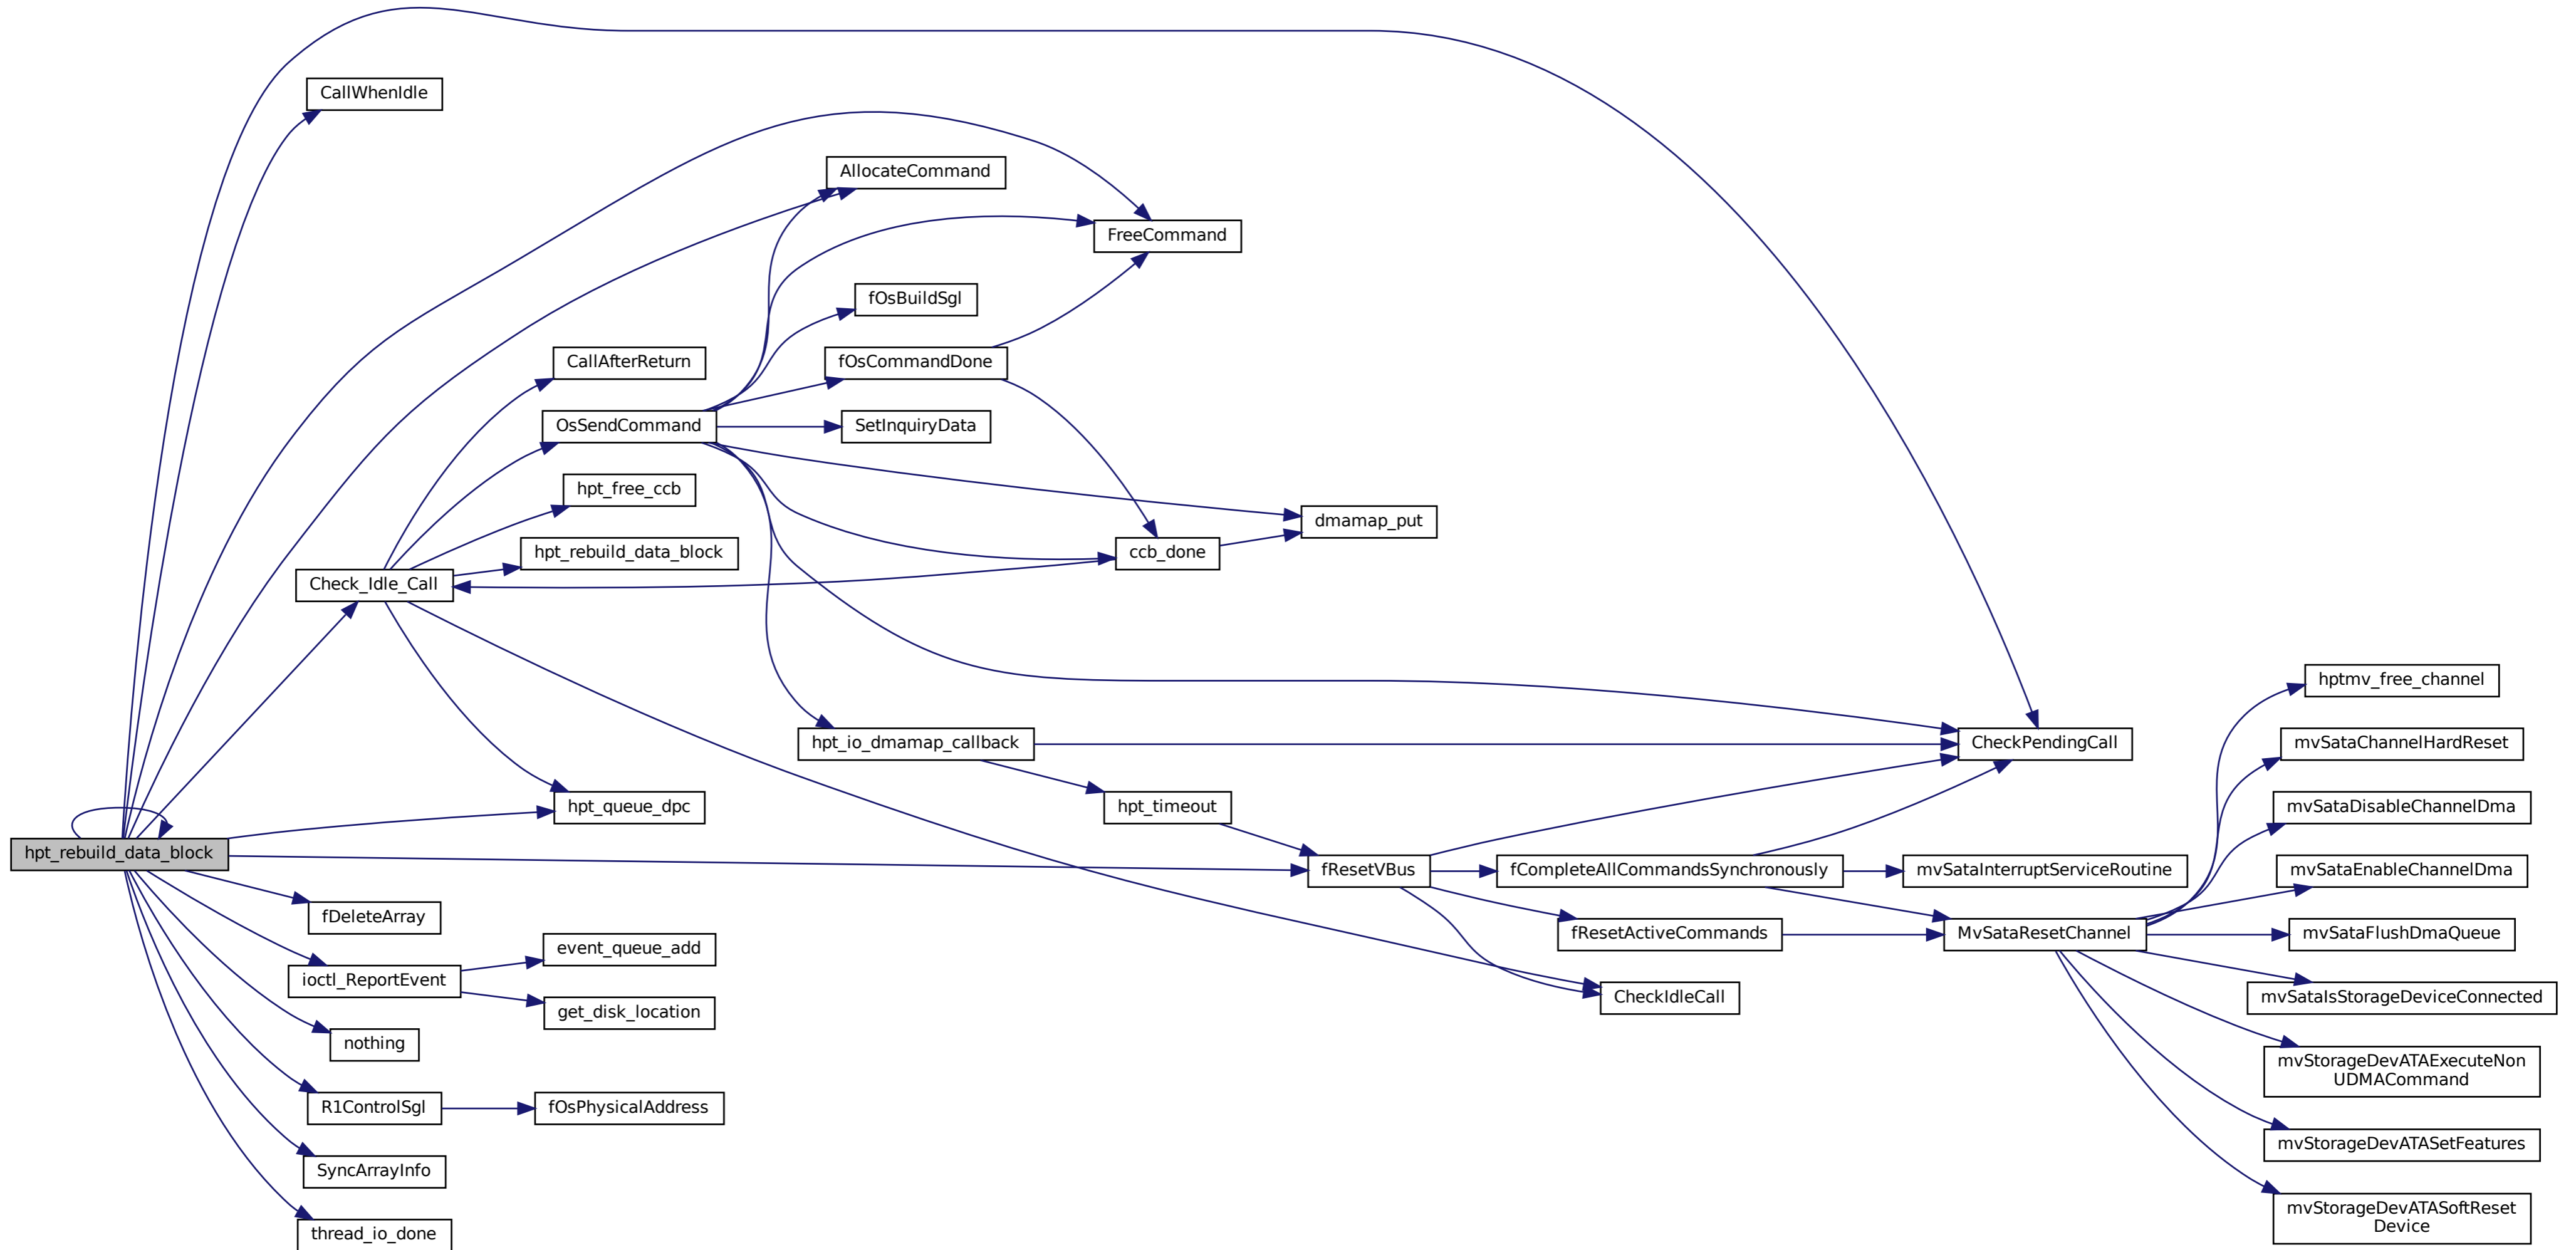 CallWhenIdle
AllocateCommand
FreeCommand
fOsBuildSgl
CallAfterReturn
fOsCommandDone
OsSendCommand
SetInquiryData
hpt_free_ccb
dmamap_put
hpt_rebuild_data_block
ccb_done
Check_Idle_Call
hptmv_free_channel
hpt_io_dmamap_callback
CheckPendingCall
mvSataChannelHardReset
hpt_queue_dpc
hpt_timeout
mvSataDisableChannelDma
hpt_rebuild_data_block
fResetVBus
fCompleteAllCommandsSynchronously
mvSataInterruptServiceRoutine
mvSataEnableChannelDma
fDeleteArray
fResetActiveCommands
MvSataResetChannel
mvSataFlushDmaQueue
event_queue_add
ioctl_ReportEvent
CheckIdleCall
mvSataIsStorageDeviceConnected
get_disk_location
nothing
mvStorageDevATAExecuteNon
UDMACommand
R1ControlSgl
fOsPhysicalAddress
mvStorageDevATASetFeatures
SyncArrayInfo
mvStorageDevATASoftReset
Device
thread_io_done